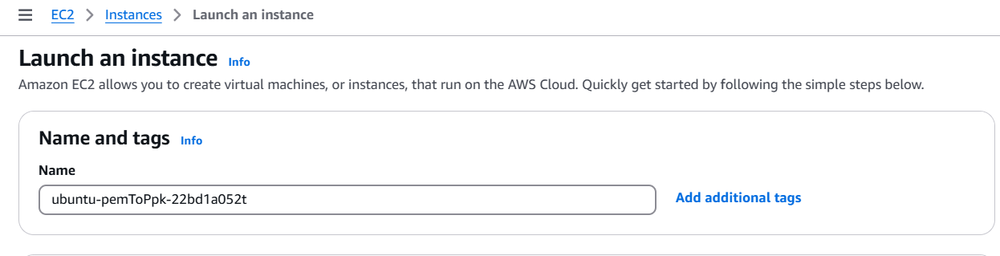 EC2 > Instances > Launch an instance
Launch an instance Info
Amazon EC2 allows you to create virtual machines, or instances, that run on the AWS Cloud. Quickly get started by following the simple steps below.
Name and tags Info
Name
ubuntu-pemToPpk-22bd1a052t
Add additional tags